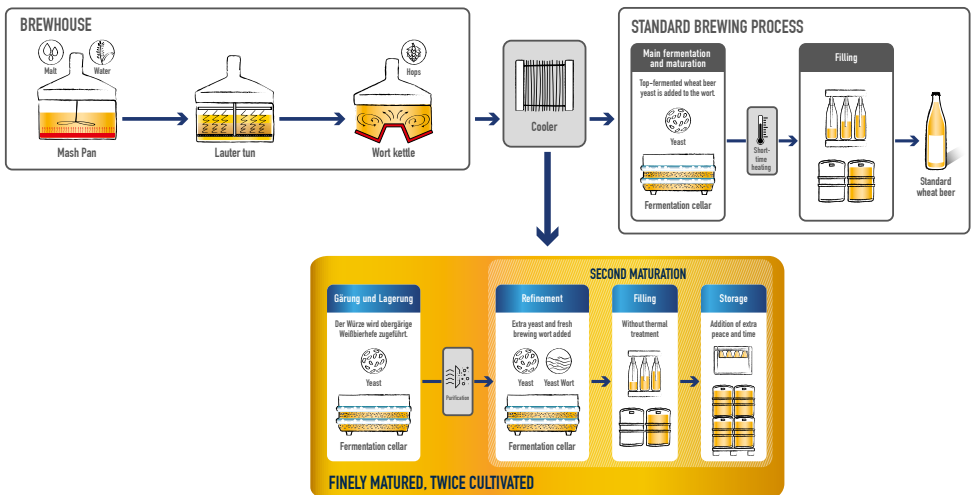 BREWHOUSE
Malt
Water
Hops
Mash Pan
Lauter tun
Wort kettle
Cooler
STANDARD BREWING PROCESS
Main fermentation
and maturation
Top-fermented wheat beer
yeast is added to the wort.
Yeast
Fermentation cellar
Short-
time
heating
Filling
Standard
wheat beer
Gärung und Lagerung
Der Würze wird obergärige
Weißbierhefe zugeführt.
Yeast
Fermentation cellar
Purification
SECOND MATURATION
Refinement
Extra yeast and fresh
brewing wort added
Yeast
Yeast Wort
Fermentation cellar
Filling
Without thermal
treatment
Storage
Addition of extra
peace and time
FINELY MATURED, TWICE CULTIVATED